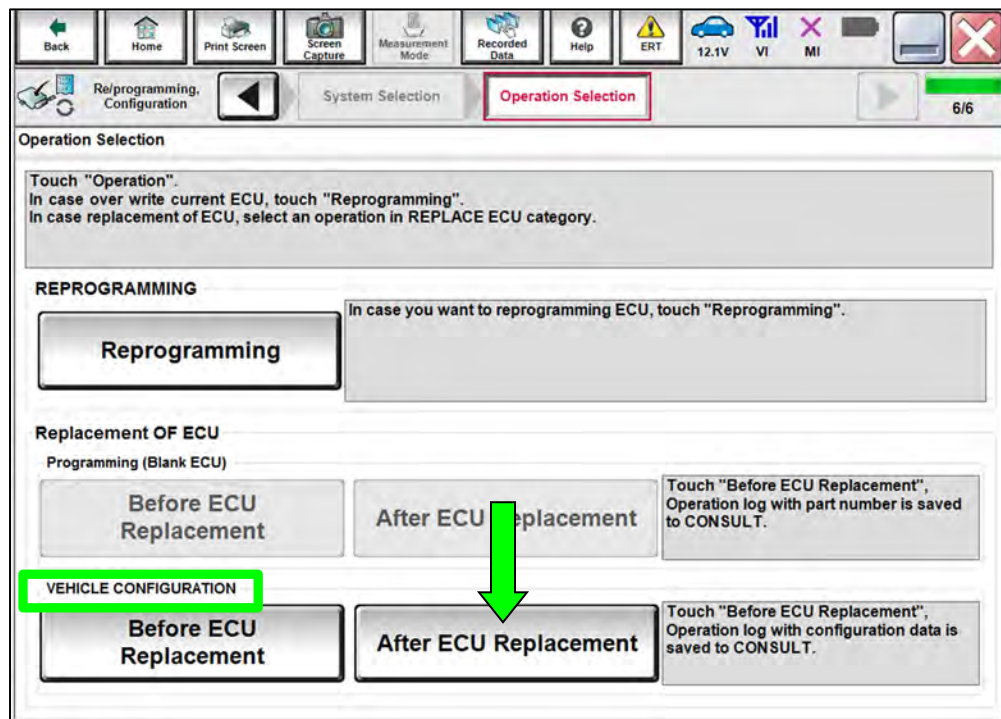 Back
Home
Print Screen
Screen
Capture
Measurement
Mode
Recorded
Data
Help
ERT
12.1V
VI
MI
Re/programming,
Configuration
System Selection
Operation Selection
6/6
Operation Selection
Touch "Operation".
In case over write current ECU, touch "Reprogramming".
In case replacement of ECU, select an operation in REPLACE ECU category.
REPROGRAMMING
Reprogramming
In case you want to reprogramming ECU, touch "Reprogramming".
Replacement OF ECU
Programming (Blank ECU)
Before ECU
Replacement
After ECU eplacement
Touch "Before ECU Replacement",
Operation log with part number is saved
to CONSULT.
VEHICLE CONFIGURATION
Before ECU
Replacement
After ECU Replacement
Touch "Before ECU Replacement",
Operation log with configuration data is
saved to CONSULT.